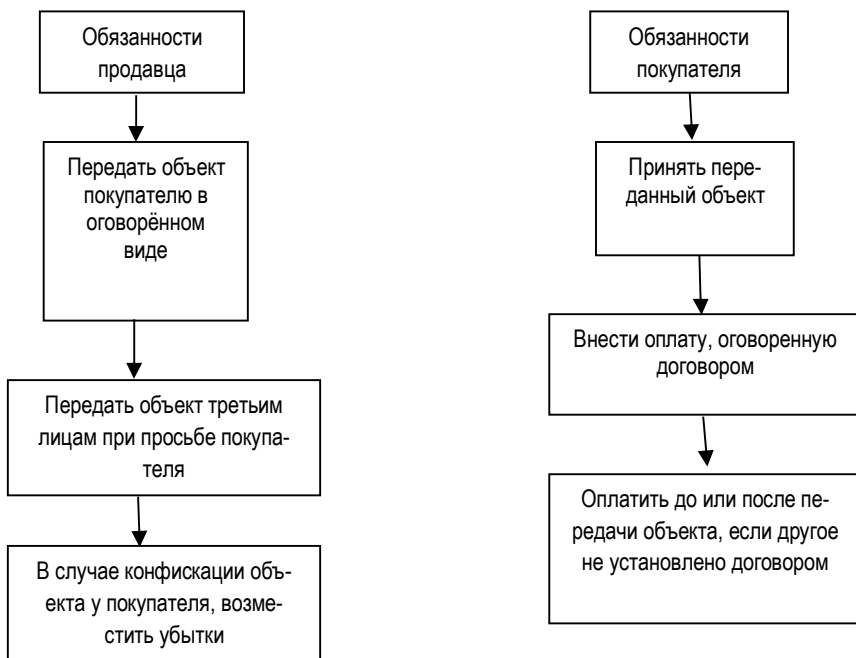 Обязанности
продавца
Передать объект
покупателю в
оговорённом
виде
Передать объект третьим
лицам при просьбе покупа-
теля
В случае конфискации объ-
екта у покупателя, возме-
стить убытки
Обязанности
покупателя
Принять пере-
данный объект
Внести оплату, оговоренную
договором
Оплатить до или после пе-
редачи объекта, если другое
не установлено договором